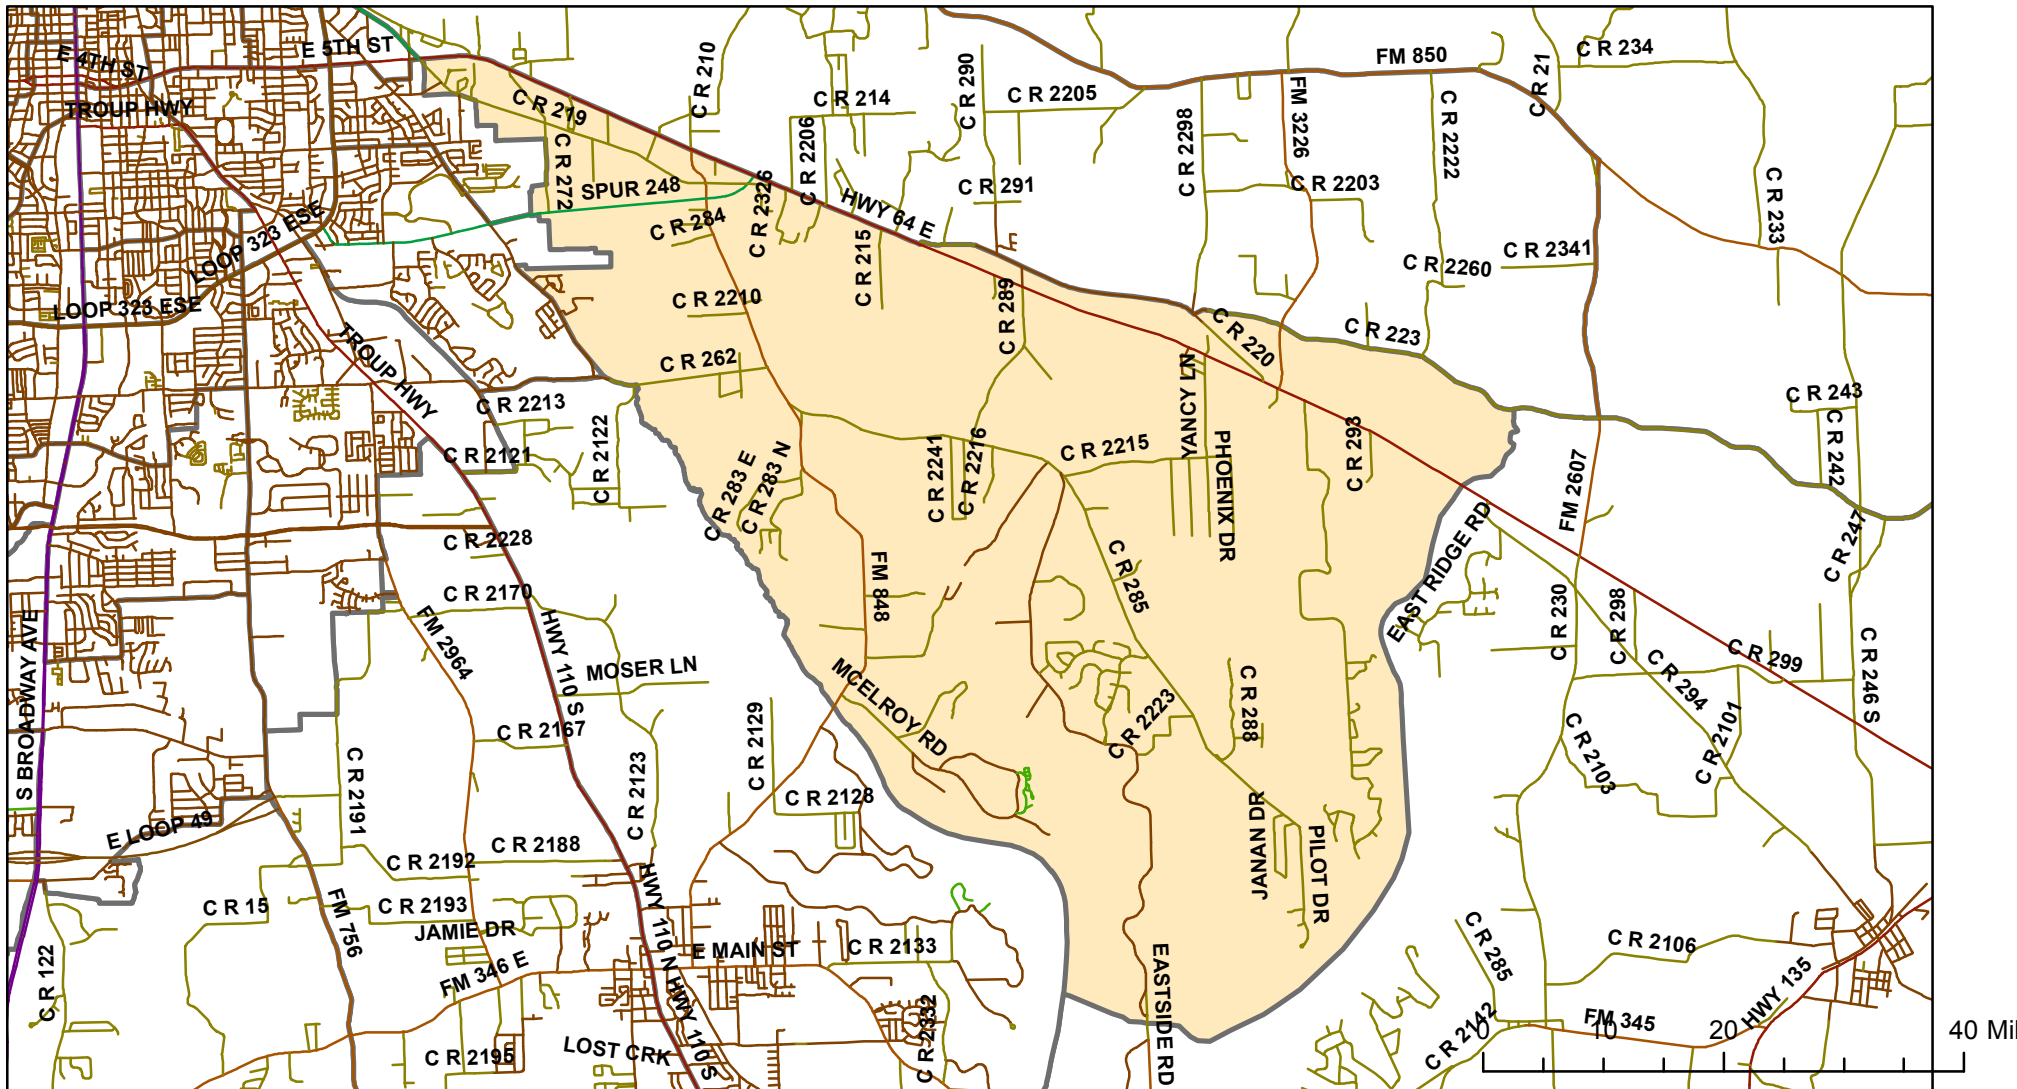 E 4TH ST
E 5TH ST
TROUP HWY
C R 219
C R 210
C R 214
C R 290
C R 2205
FM 850
C R 21
C R 234
C R 272
SPUR 248
C R 2326
C R 2206
C R 291
C R 2298
FM 3226
C R 2222
C R 2203
C R 233
LOOP 323 ESE
C R 284
HWY 64 E
C R 215
C R 2260
C R 2341
LOOP 323 ESE
C R 2210
C R 289
C R 220
C R 223
TROUP HWY
C R 262
YANCY LN
C R 243
C R 2213
C R 2122
C R 2121
C R 283 E
C R 283 N
C R 2241
C R 2216
C R 2215
PHOENIX DR
C R 293
C R 242
FM 2607
EAST RIDGE RD
C R 247
C R 2228
C R 2170
FM 2964
HWY 110 S
FM 848
C R 285
C R 230
C R 298
C R 299
C R 294
C R 246 S
S BROADWAY AVE
MOSER LN
MCELROY RD
C R 288
C R 2223
C R 2101
C R 2103
C R 2167
C R 2129
C R 2123
C R 2191
C R 2128
E LOOP 49
C R 2188
C R 2192
JANAN DR
PILOT DR
C R 15
C R 2193
FM 756
JAMIE DR
HWY 110 N
E MAIN ST
C R 2133
C R 285
C R 2106
C R 122
FM 346 E
EASTSIDE RD
HWY 110 S
C R 2332
LOST CRK
C R 2195
C R 2142
FM 345
HWY 135
0 10 20 40 Mil